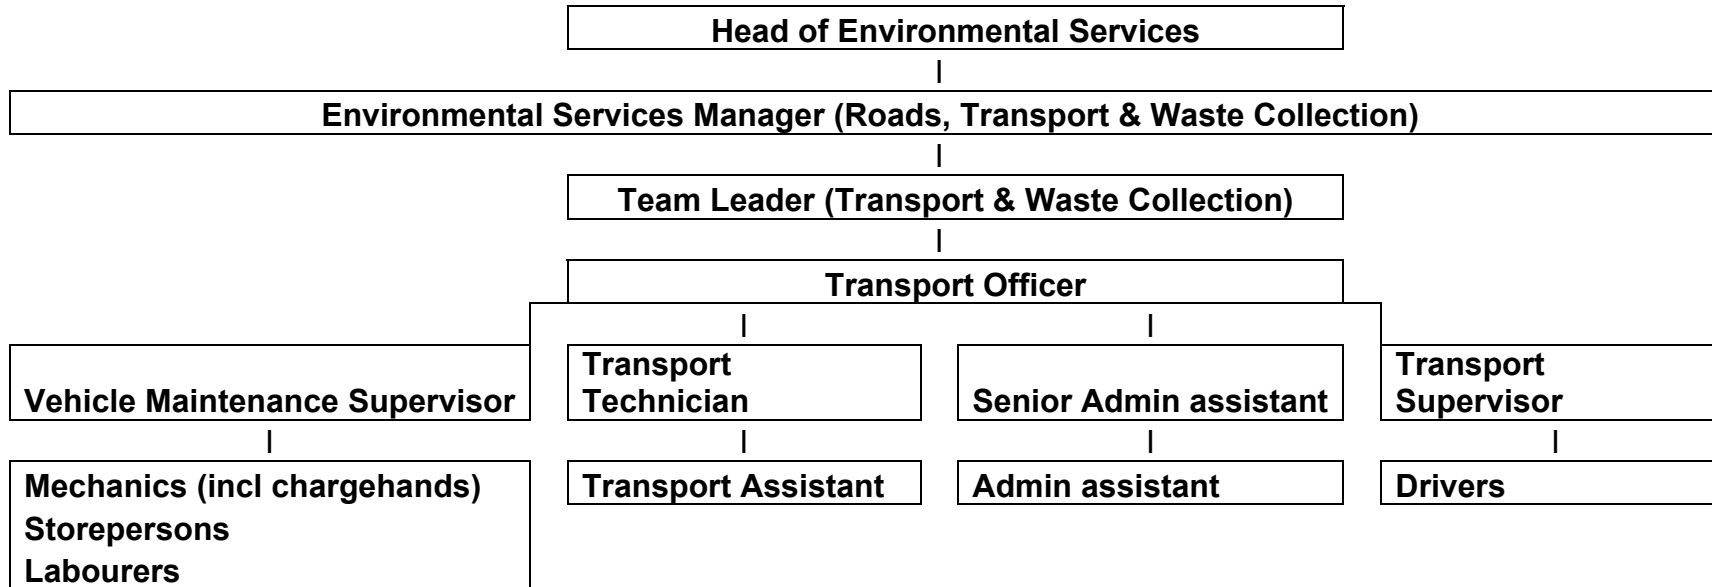 Head of Environmental Services
Environmental Services Manager (Roads, Transport & Waste Collection)
Team Leader (Transport & Waste Collection)
Transport Officer
Vehicle Maintenance Supervisor
Transport
Technician
Senior Admin assistant
Transport
Supervisor
Mechanics (incl chargehands)
Storepersons
Labourers
Transport Assistant
Admin assistant
Drivers